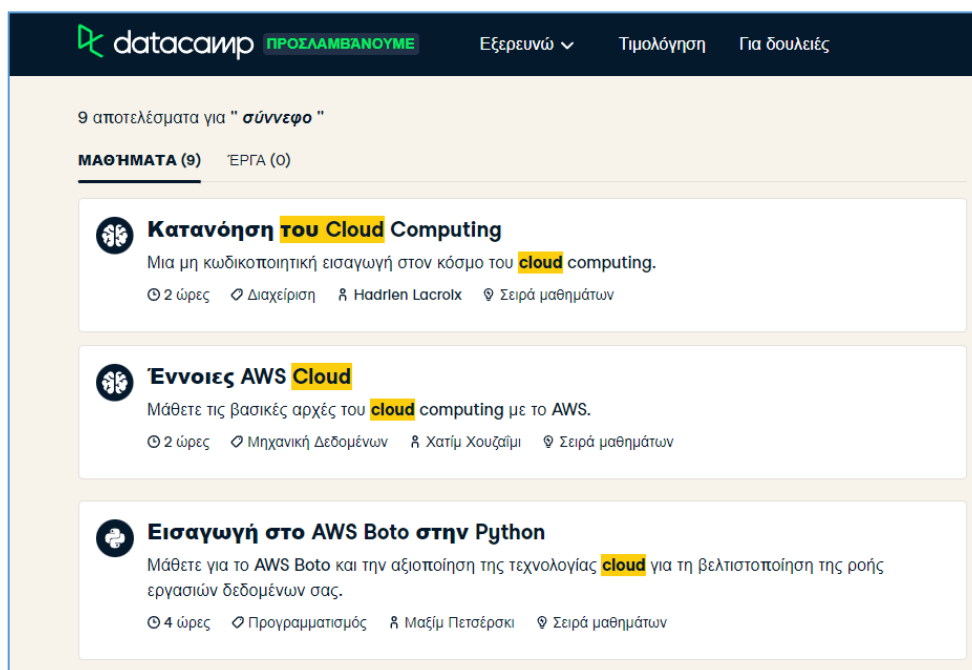 datacamp ΠΡΟΣΛΑΜΒΆΝΟΥΜΕ Εξερευνώ Τιμολόγηση Για δουλειές
9 αποτελέσματα για " σύννεφο "
ΜΑΘΉΜΑΤΑ (9) ΈΡΓΑ (0)
Κατανόηση του Cloud Computing
Μια μη κωδικοποιητική εισαγωγή στον κόσμο του cloud computing.
2 ώρες Διαχείριση Hadrien Lacroix Σειρά μαθημάτων
Έννοιες AWS Cloud
Μάθετε τις βασικές αρχές του cloud computing με το AWS.
2 ώρες Μηχανική Δεδομένων Χατίμ Χουζαΐμι Σειρά μαθημάτων
Εισαγωγή στο AWS Boto στην Python
Μάθετε για το AWS Boto και την αξιοποίηση της τεχνολογίας cloud για τη βελτιστοποίηση της ροής
εργασιών δεδομένων σας.
4 ώρες Προγραμματισμός Μαξίμ Πετσέρσκι Σειρά μαθημάτων